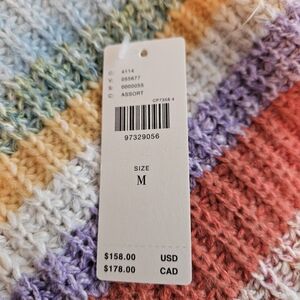 C: 4114
V: 055677
S: 0000055
C: ASSORT
CP7358 4
97329056
SIZE
M
$158.00 USD
$178.00 CAD